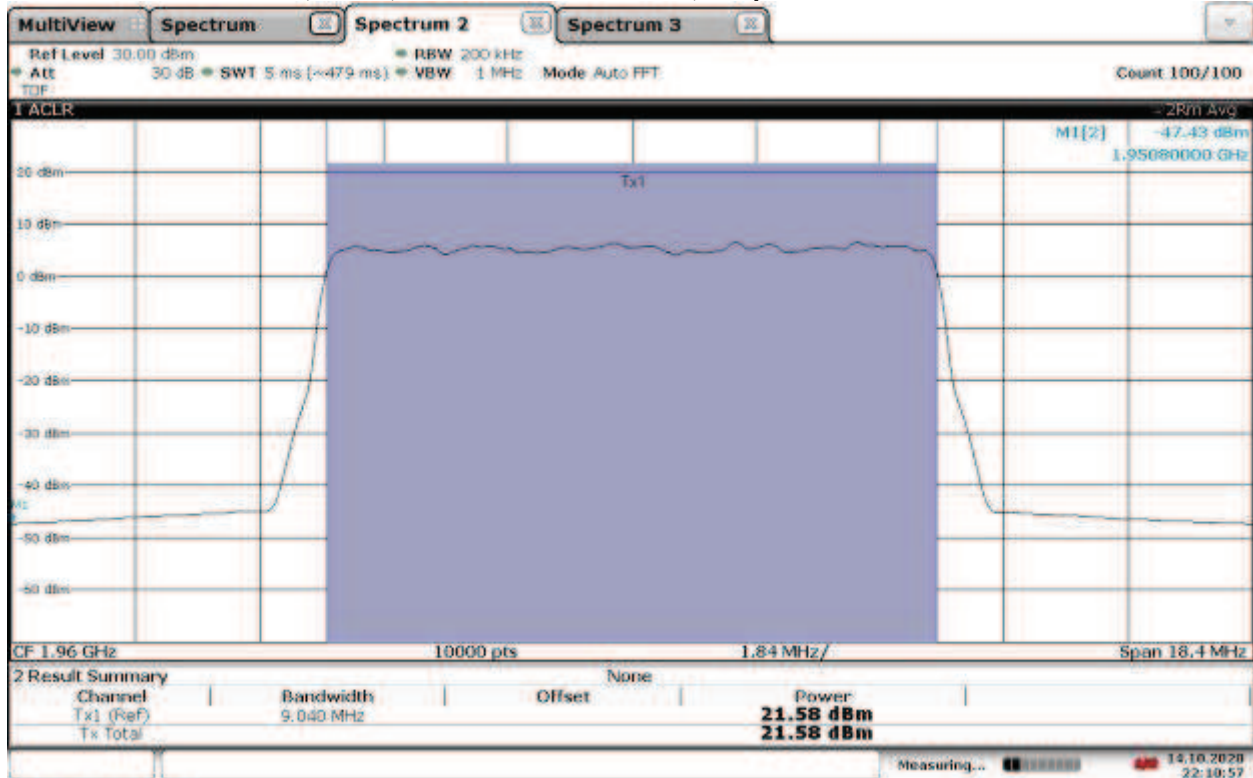 MultiView Spectrum Spectrum 2 Spectrum 3
Ref Level 30.00 dBm RBW 200 kHz
Att 30 dB SWT 5 ms (~479 ms) VBW 1 MHz Mode Auto FFT Count 100/100
TDF
1 ACLR 2Rm Avg
M1[2] -47.43 dBm
1.95080000 GHz
20 dBm
Tx1
10 dBm
0 dBm
-10 dBm
-20 dBm
-30 dBm
-40 dBm
M1
-50 dBm
-60 dBm
CF 1.96 GHz 10000 pts 1.84 MHz/ Span 18.4 MHz
2 Result Summary None
Channel Bandwidth Offset Power
Tx1 (Ref) 9.040 MHz 21.58 dBm
Tx Total 21.58 dBm
Measuring... 14.10.2020
22:10:57